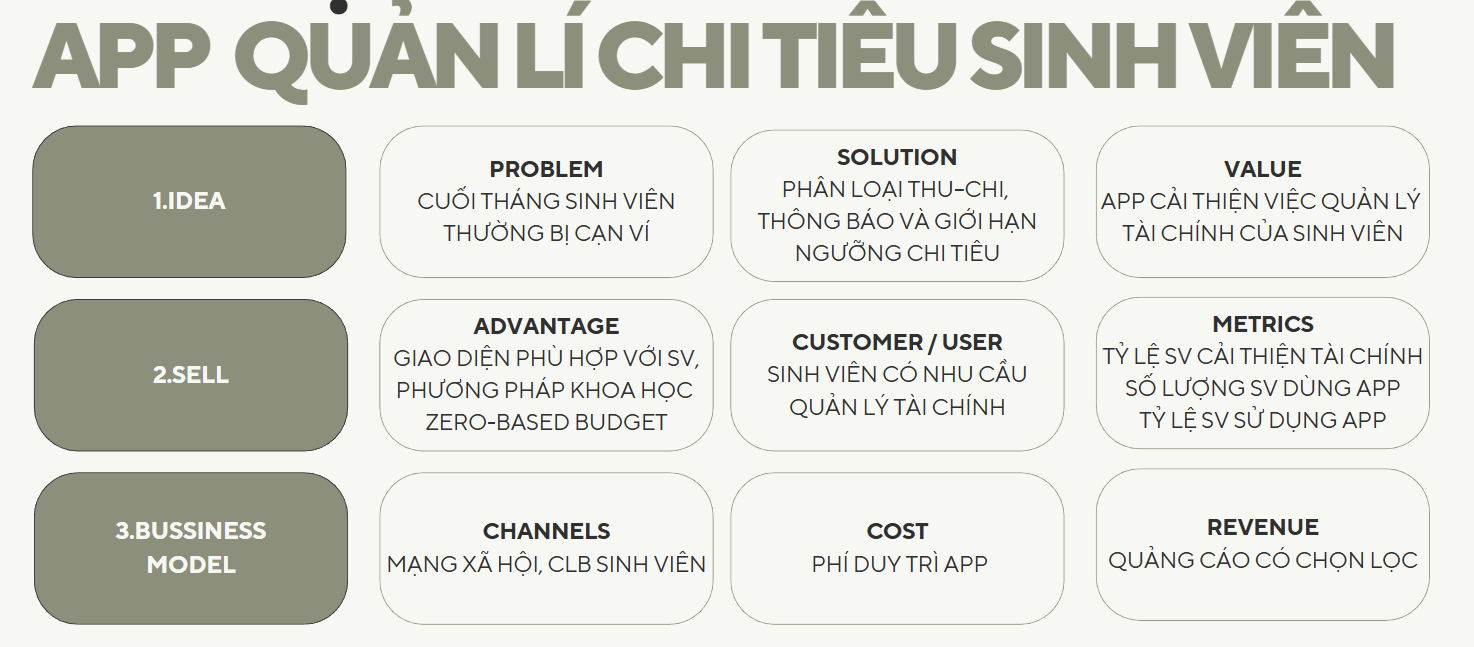 APP QUẢN LÍ CHI TIÊU SINH VIÊN
1.IDEA
PROBLEM
CUỐI THÁNG SINH VIÊN
THƯỜNG BỊ CẠN VÍ
SOLUTION
PHÂN LOẠI THU-CHI,
THÔNG BÁO VÀ GIỚI HẠN
NGƯỠNG CHI TIÊU
VALUE
APP CẢI THIỆN VIỆC QUẢN LÝ
TÀI CHÍNH CỦA SINH VIÊN
2.SELL
ADVANTAGE
GIAO DIỆN PHÙ HỢP VỚI SV,
PHƯƠNG PHÁP KHOA HỌC
ZERO-BASED BUDGET
CUSTOMER / USER
SINH VIÊN CÓ NHU CẦU
QUẢN LÝ TÀI CHÍNH
METRICS
TỶ LỆ SV CẢI THIỆN TÀI CHÍNH
SỐ LƯỢNG SV DÙNG APP
TỶ LỆ SV SỬ DỤNG APP
3.BUSSINESS
MODEL
CHANNELS
MẠNG XÃ HỘI, CLB SINH VIÊN
COST
PHÍ DUY TRÌ APP
REVENUE
QUẢNG CÁO CÓ CHỌN LỌC